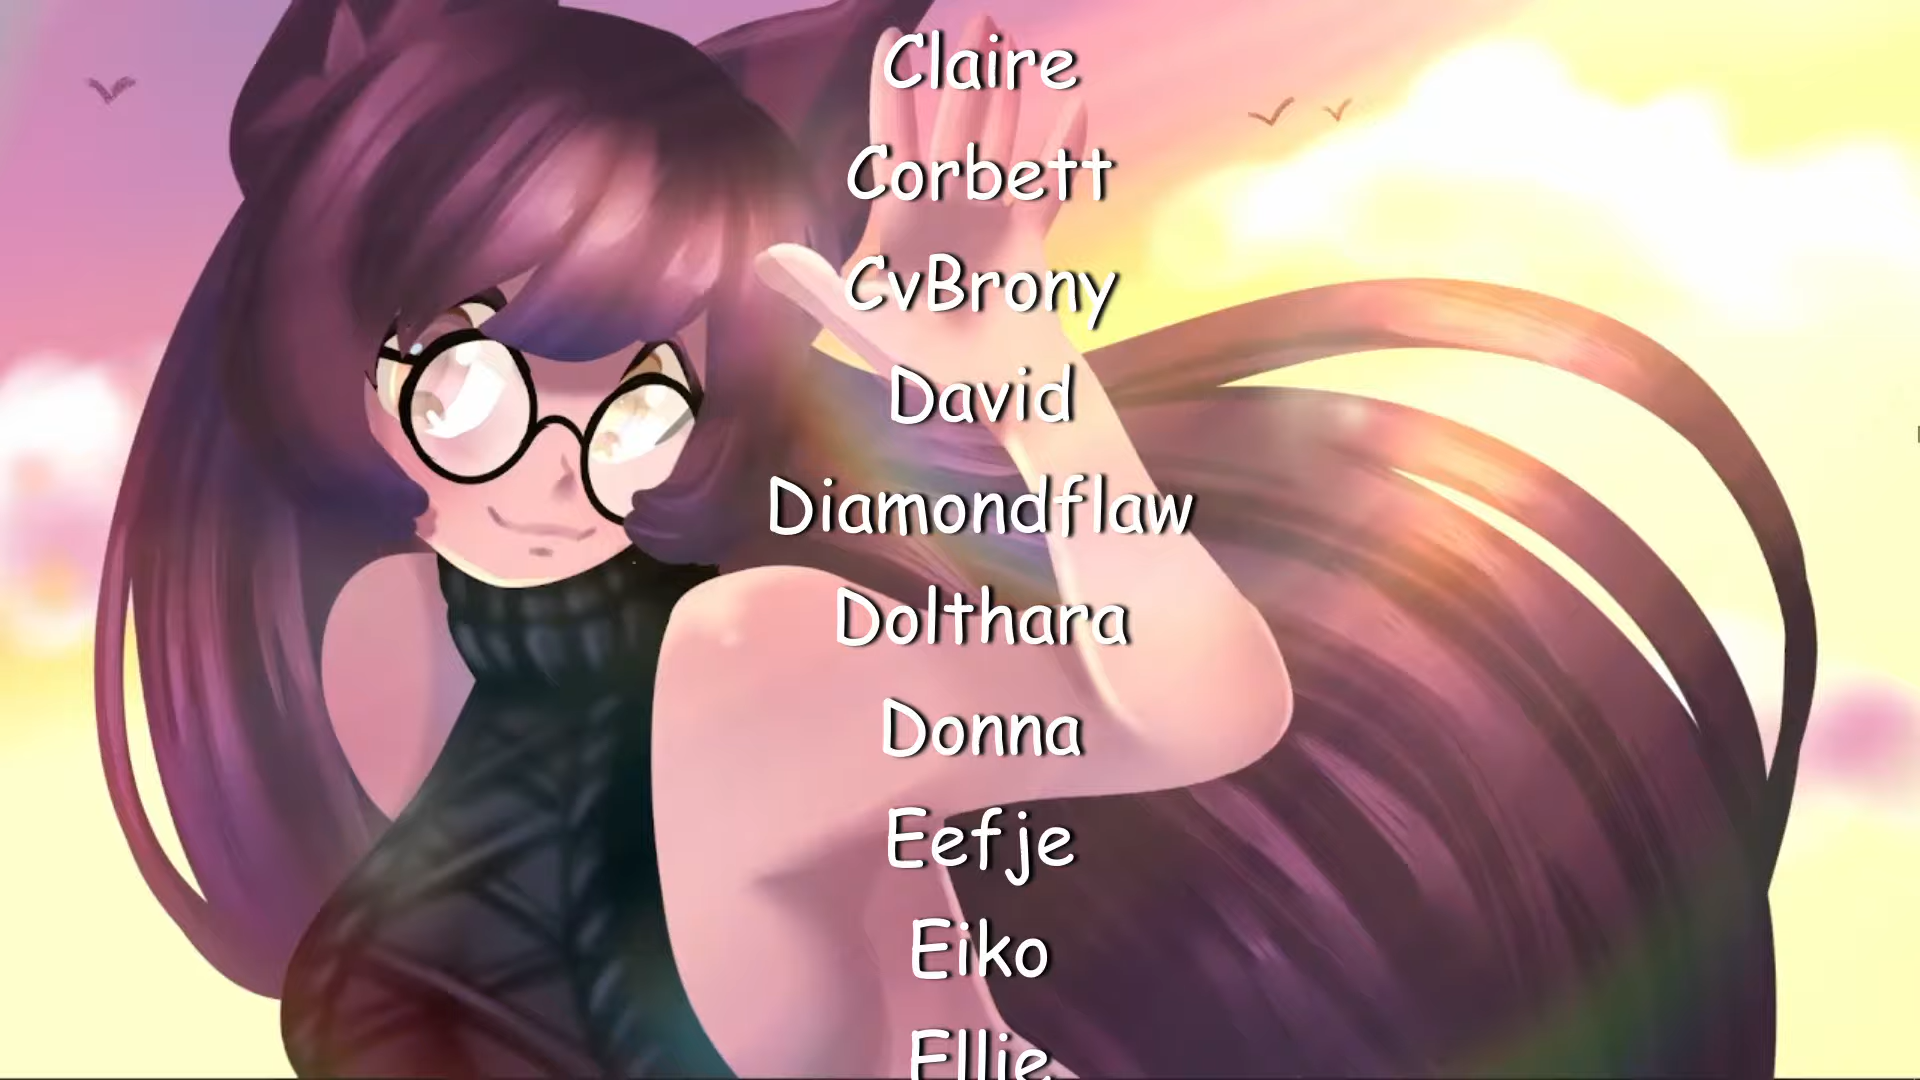 Claire
Corbett
CvBrony
David
Diamondflaw
Dolthara
Donna
Eefje
Eiko
Ellie